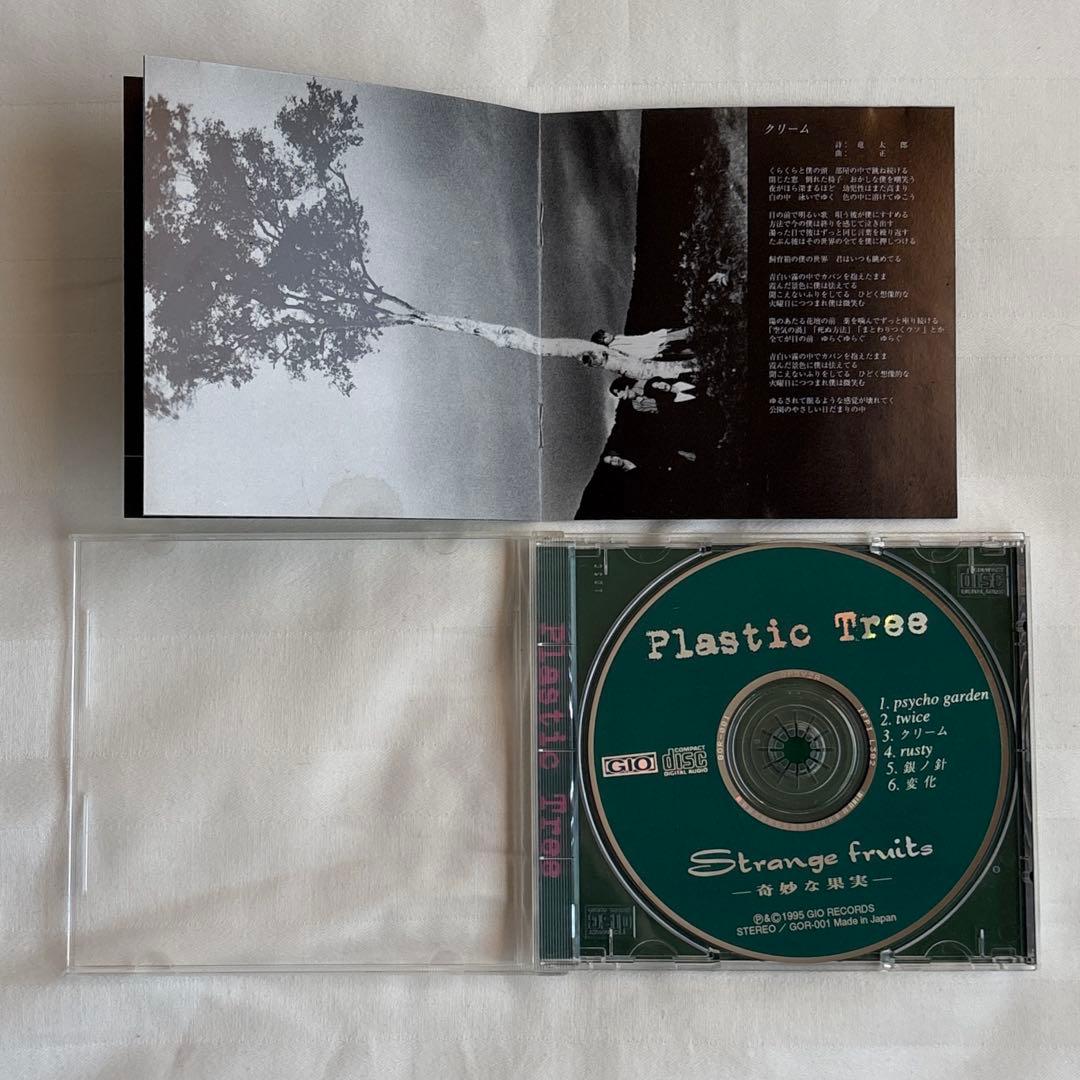 クリーム
詩: 竜 太 郎
曲: 正
くらくらと僕の頭 部屋の中で跳ね続ける
閉じた窓 倒れた椅子 おかしな僕を嘲笑う
夜がほら深まるほど 幼児性はまた高まり
白の中 泳いでゆく 色の中に溶けてゆこう
目の前で明るい歌 唄う彼が僕にすすめる
方法で今の僕は終りを感じて泣き出す
濁った目で彼はずっと同じ言葉を繰り返す
たぶん彼はその世界の全てを僕に押しつける
飼育箱の僕の世界 君はいつも眺めてる
青白い霧の中でカバンを抱えたまま
霞んだ景色に僕は怯えてる
聞こえないふりをしてる ひどく想像的な
火曜日につつまれ僕は微笑む
陽のあたる花地の前 薬を噛んでずっと座り続ける
「空気の渦」「死ぬ方法」「まとわりつくウソ」とか
全てが目の前 ゆらぐゆらぐ ゆらぐ
青白い霧の中でカバンを抱えたまま
霞んだ景色に僕は怯えてる
聞こえないふりをしてる ひどく想像的な
火曜日につつまれ僕は微笑む
ゆるされて眠るような感覚が壊れてく
公園のやさしい日だまりの中
Plastic Tree
COMPACT
disc
DIGITAL AUDIO
Plastic Tree
1. psycho garden
2. twice
3. クリーム
4. rusty
5. 銀ノ針
6. 変化
GIO
COMPACT
disc
DIGITAL AUDIO
GOR-001
IFPI L302
Strange fruits
—奇妙な果実—
Ⓟ&©1995 GIO RECORDS
STEREO / GOR-001 Made in Japan